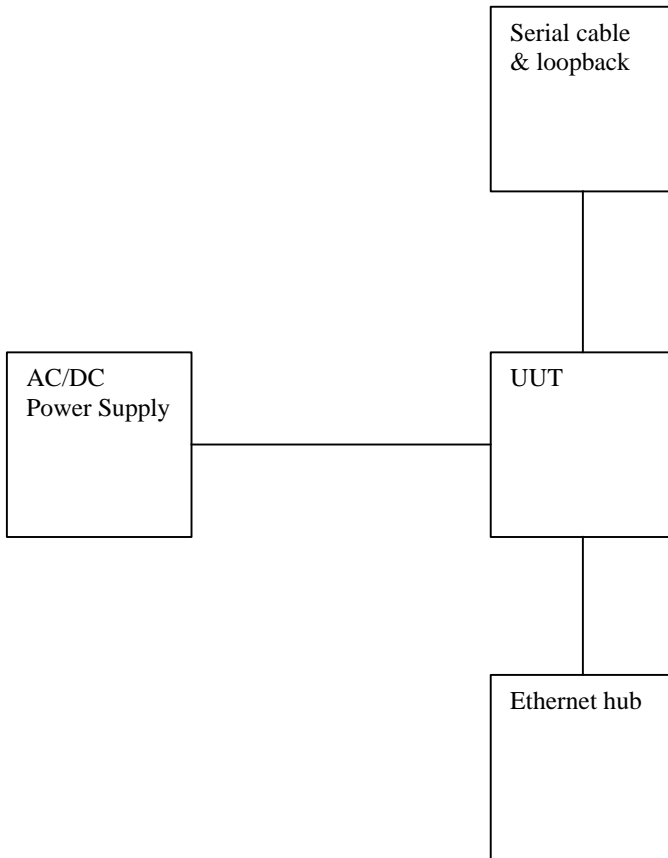 Serial cable
& loopback
AC/DC
Power Supply
UUT
Ethernet hub